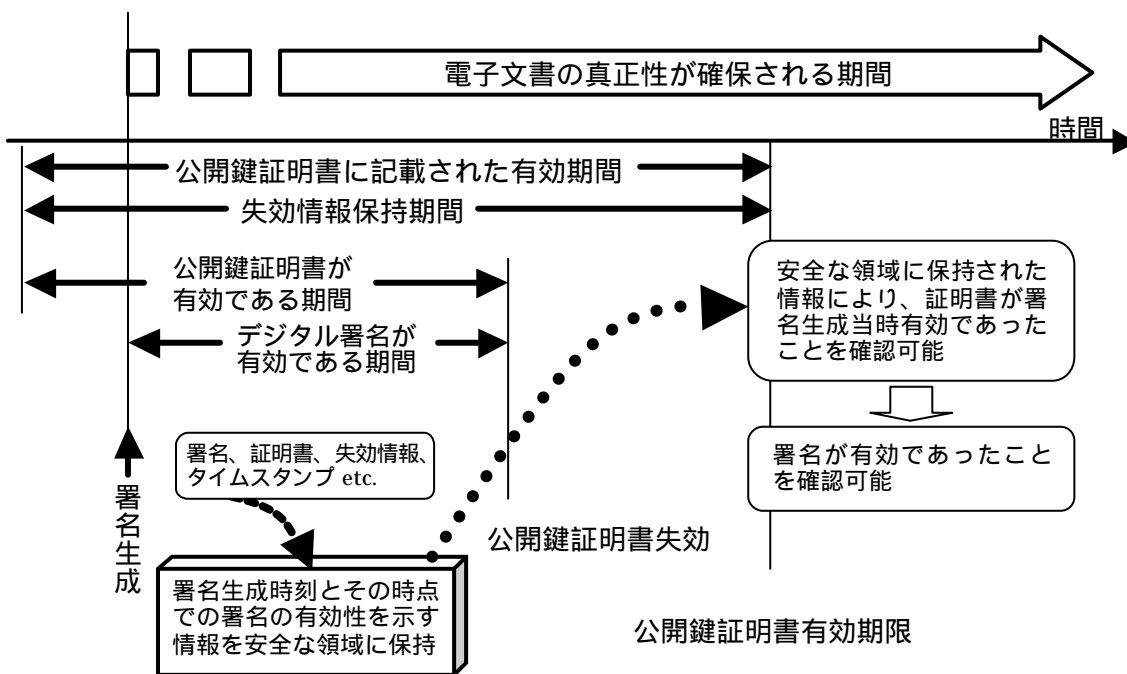 電子文書の真正性が確保される期間
時間
公開鍵証明書に記載された有効期間
失効情報保持期間
公開鍵証明書が
有効である期間
デジタル署名が
有効である期間
安全な領域に保持された
情報により、証明書が署
名生成当時有効であった
ことを確認可能
署名が有効であったこと
を確認可能
署名、証明書、失効情報、
タイムスタンプ etc.
署名生成
公開鍵証明書失効
署名生成時刻とその時点
での署名の有効性を示す
情報を安全な領域に保持
公開鍵証明書有効期限